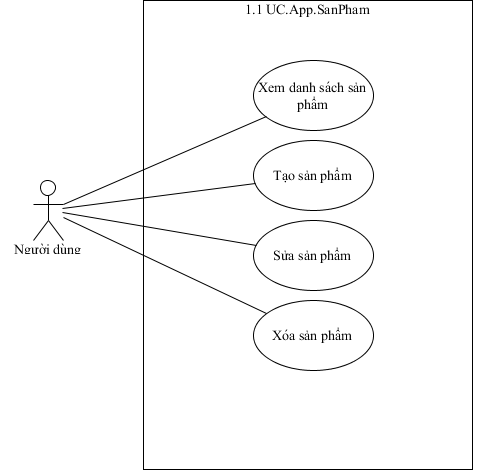 1.1 UC.App.SanPham
Xem danh sách sản
phẩm
Tạo sản phẩm
Người dùng
Sửa sản phẩm
Xóa sản phẩm